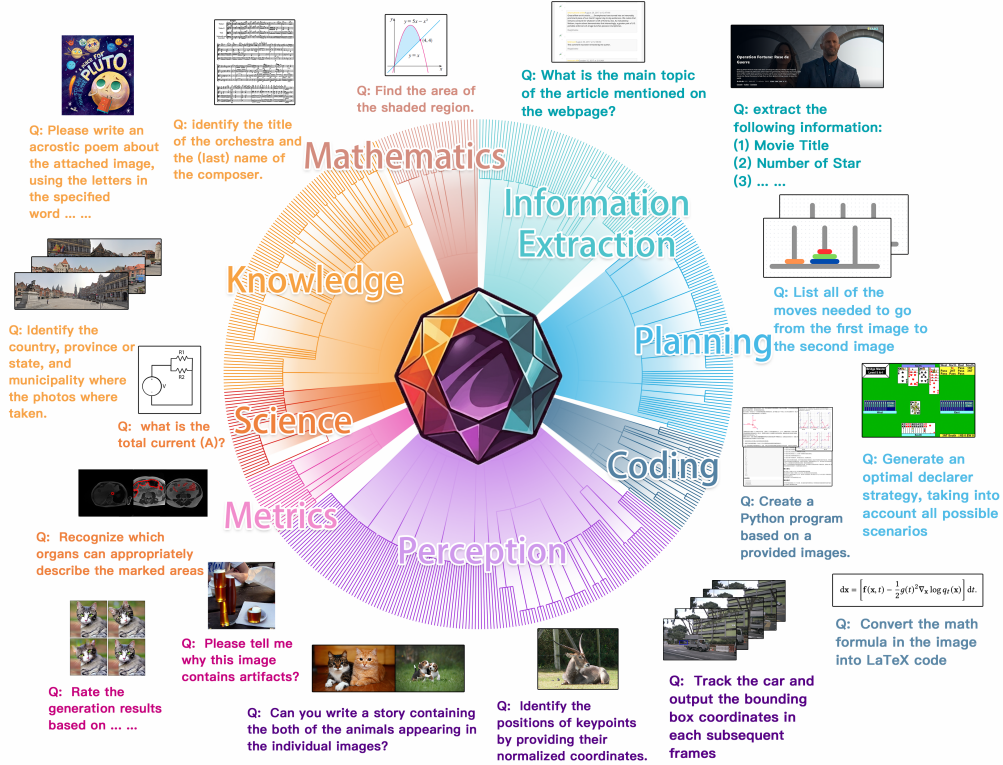 A PLACE FOR
PLUTO
Q: Please write an
acrostic poem about
the attached image,
using the letters in
the specified
word ... ...
Q: identify the title
of the orchestra and
the (last) name of
the composer.
y = 5x − x²
(4, 4)
y = x
Q: Find the area of
the shaded region.
Q: What is the main topic
of the article mentioned on
the webpage?
Operation Fortune: Ruse de
Guerre
Q: extract the
following information:
(1) Movie Title
(2) Number of Star
(3) ... ...
Mathematics
Information
Extraction
Knowledge
Planning
Science
Coding
Metrics
Perception
Q: List all of the
moves needed to go
from the first image to
the second image
Q: Identify the
country, province or
state, and
municipality where
the photos where
taken.
R1
R2
V
Q: what is the
total current (A)?
Q: Generate an
optimal declarer
strategy, taking into
account all possible
scenarios
Q: Create a
Python program
based on a
provided images.
Q: Recognize which
organs can appropriately
describe the marked areas
dx = [f(x, t) − 1/2 g(t)²∇x log qt(x)] dt.
Q: Convert the math
formula in the image
into LaTeX code
Q: Please tell me
why this image
contains artifacts?
Q: Rate the
generation results
based on ... ...
Q: Can you write a story containing
the both of the animals appearing in
the individual images?
Q: Identify the
positions of keypoints
by providing their
normalized coordinates.
Q: Track the car and
output the bounding
box coordinates in
each subsequent
frames